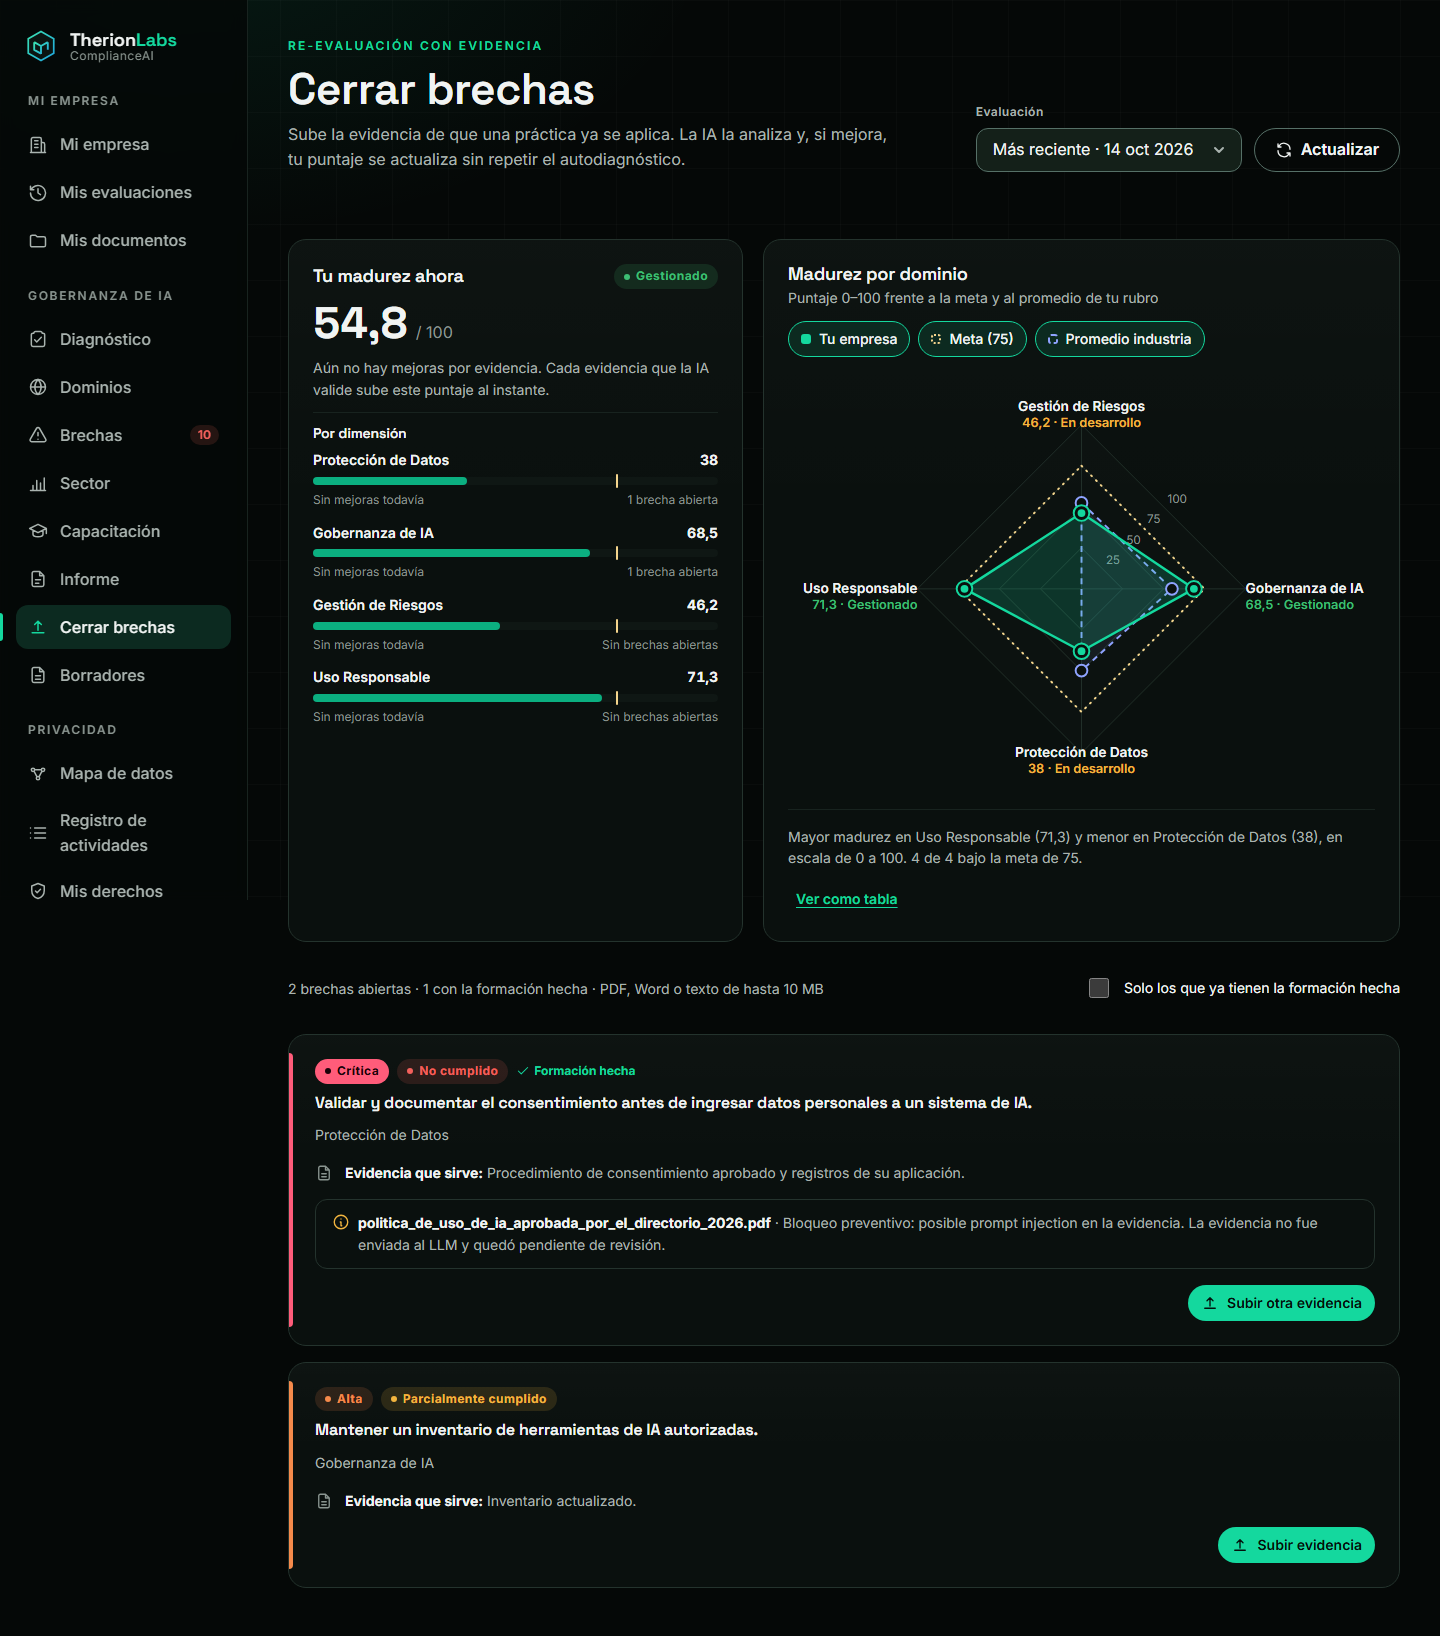 TherionLabs
ComplianceAI
MI EMPRESA
Mi empresa
Mis evaluaciones
Mis documentos
GOBERNANZA DE IA
Diagnóstico
Dominios
Brechas 10
Sector
Capacitación
Informe
Cerrar brechas
Borradores
PRIVACIDAD
Mapa de datos
Registro de
actividades
Mis derechos
RE-EVALUACIÓN CON EVIDENCIA
Cerrar brechas
Sube la evidencia de que una práctica ya se aplica. La IA la analiza y, si mejora,
tu puntaje se actualiza sin repetir el autodiagnóstico.
Evaluación
Más reciente · 14 oct 2026
Actualizar
Tu madurez ahora
Gestionado
54,8 / 100
Aún no hay mejoras por evidencia. Cada evidencia que la IA
valide sube este puntaje al instante.
Por dimensión
Protección de Datos 38
Sin mejoras todavía 1 brecha abierta
Gobernanza de IA 68,5
Sin mejoras todavía 1 brecha abierta
Gestión de Riesgos 46,2
Sin mejoras todavía Sin brechas abiertas
Uso Responsable 71,3
Sin mejoras todavía Sin brechas abiertas
Madurez por dominio
Puntaje 0–100 frente a la meta y al promedio de tu rubro
Tu empresa
Meta (75)
Promedio industria
Gestión de Riesgos
46,2 · En desarrollo
100
75
50
25
Uso Responsable
71,3 · Gestionado
Gobernanza de IA
68,5 · Gestionado
Protección de Datos
38 · En desarrollo
Mayor madurez en Uso Responsable (71,3) y menor en Protección de Datos (38), en
escala de 0 a 100. 4 de 4 bajo la meta de 75.
Ver como tabla
2 brechas abiertas · 1 con la formación hecha · PDF, Word o texto de hasta 10 MB
Solo los que ya tienen la formación hecha
Crítica
No cumplido
Formación hecha
Validar y documentar el consentimiento antes de ingresar datos personales a un sistema de IA.
Protección de Datos
Evidencia que sirve: Procedimiento de consentimiento aprobado y registros de su aplicación.
politica_de_uso_de_ia_aprobada_por_el_directorio_2026.pdf · Bloqueo preventivo: posible prompt injection en la evidencia. La evidencia no fue
enviada al LLM y quedó pendiente de revisión.
Subir otra evidencia
Alta
Parcialmente cumplido
Mantener un inventario de herramientas de IA autorizadas.
Gobernanza de IA
Evidencia que sirve: Inventario actualizado.
Subir evidencia